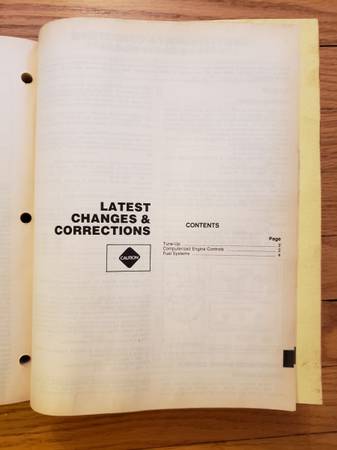 LATEST
CHANGES &
CORRECTIONS
CAUTION
CONTENTS
Page
Tune-Up
Computerized Engine Controls
Fuel Systems